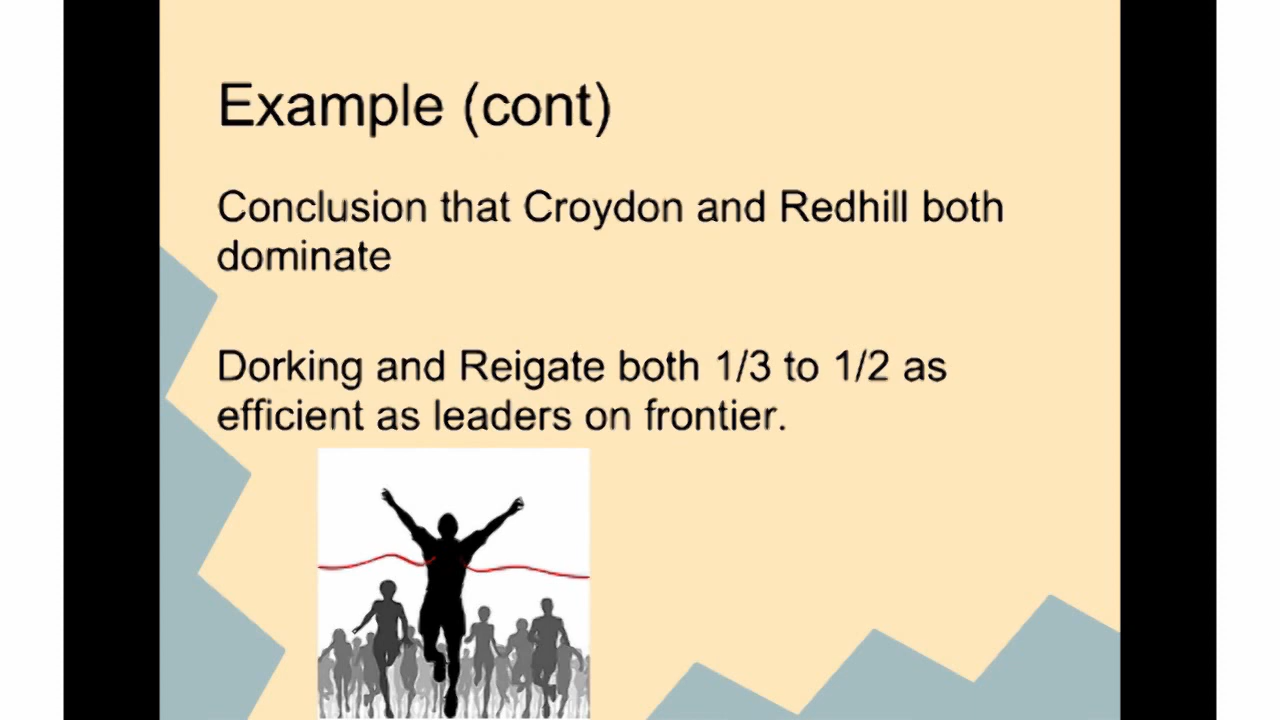 Example (cont)
Conclusion that Croydon and Redhill both
dominate
Dorking and Reigate both 1/3 to 1/2 as
efficient as leaders on frontier.